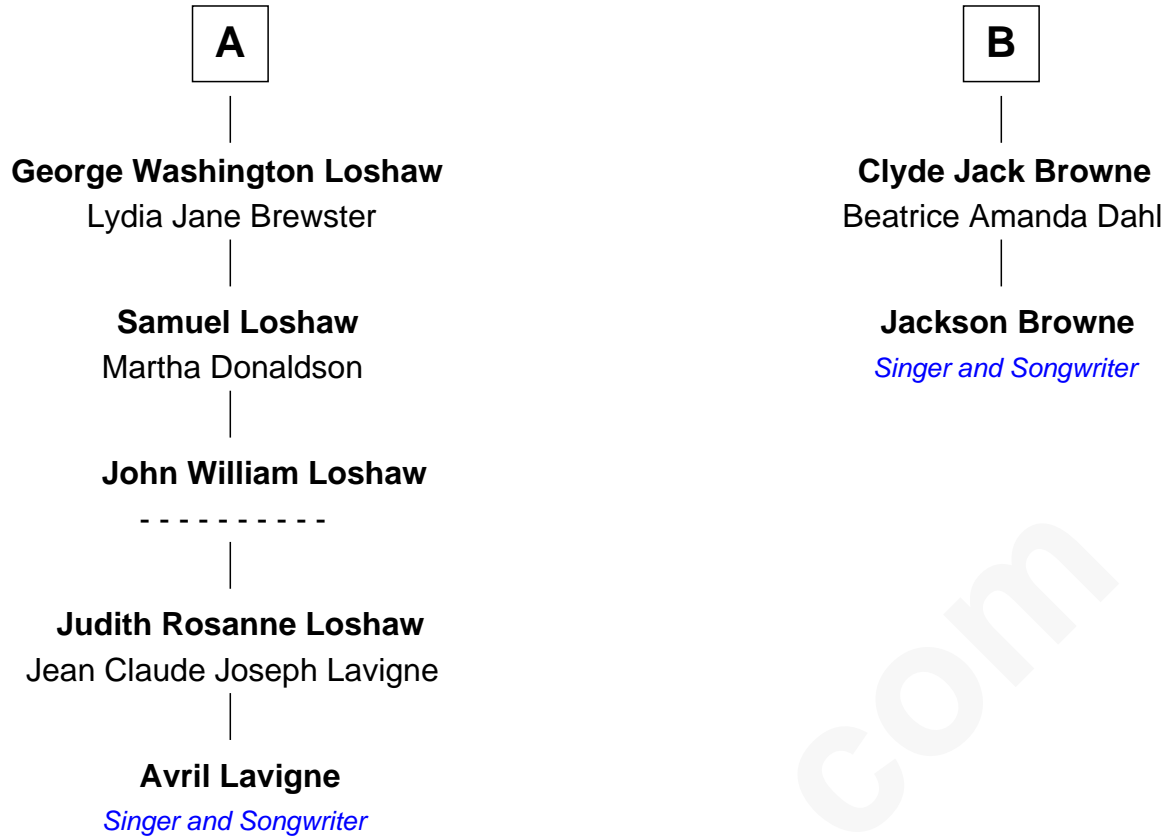 A
George Washington Loshaw
Lydia Jane Brewster
Samuel Loshaw
Martha Donaldson
John William Loshaw
- - - - - - - - - -
Judith Rosanne Loshaw
Jean Claude Joseph Lavigne
Avril Lavigne
Singer and Songwriter
B
Clyde Jack Browne
Beatrice Amanda Dahl
Jackson Browne
Singer and Songwriter
com